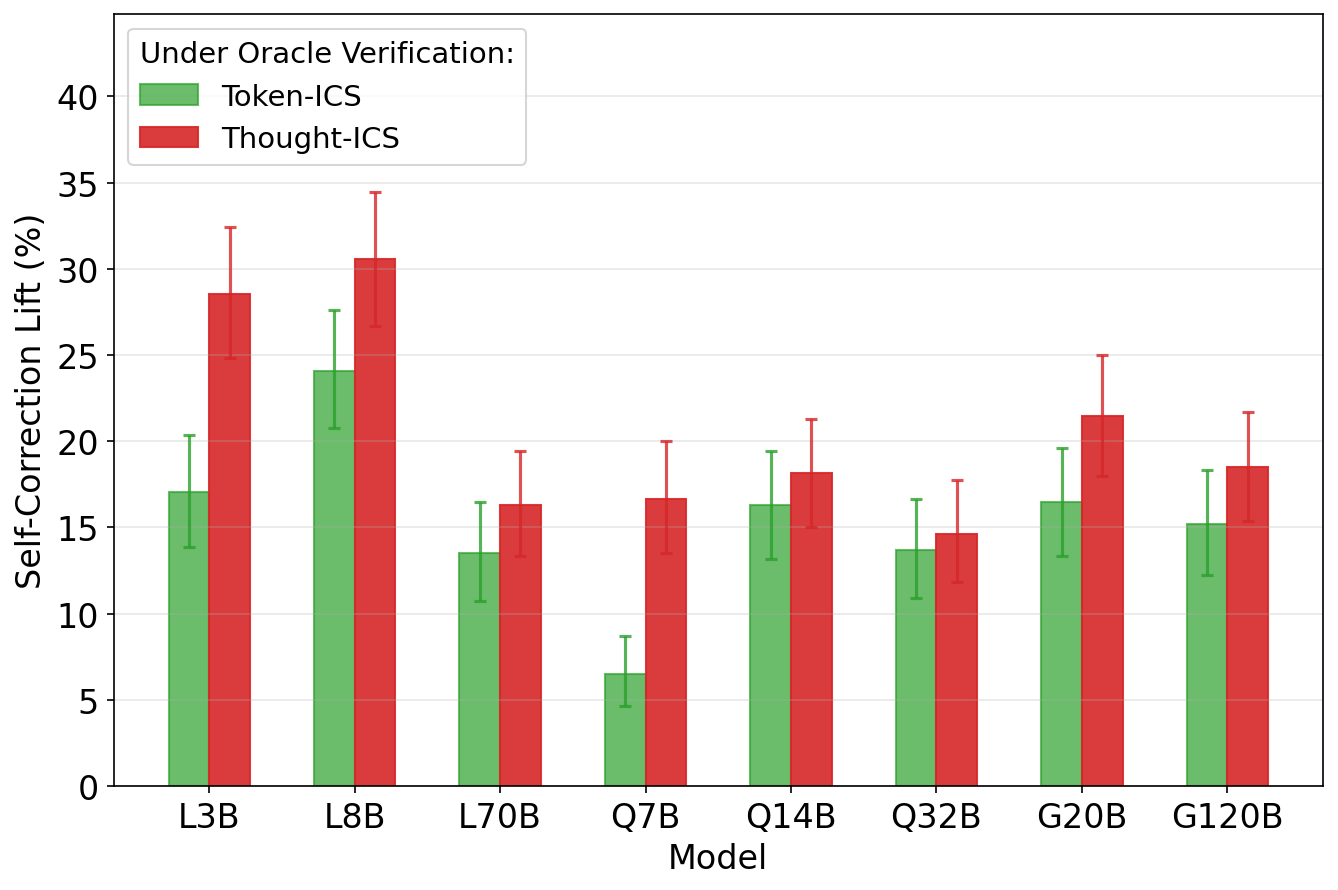 Under Oracle Verification:
Token-ICS
Thought-ICS
Self-Correction Lift (%)
40
35
30
25
20
15
10
5
0
L3B L8B L70B Q7B Q14B Q32B G20B G120B
Model